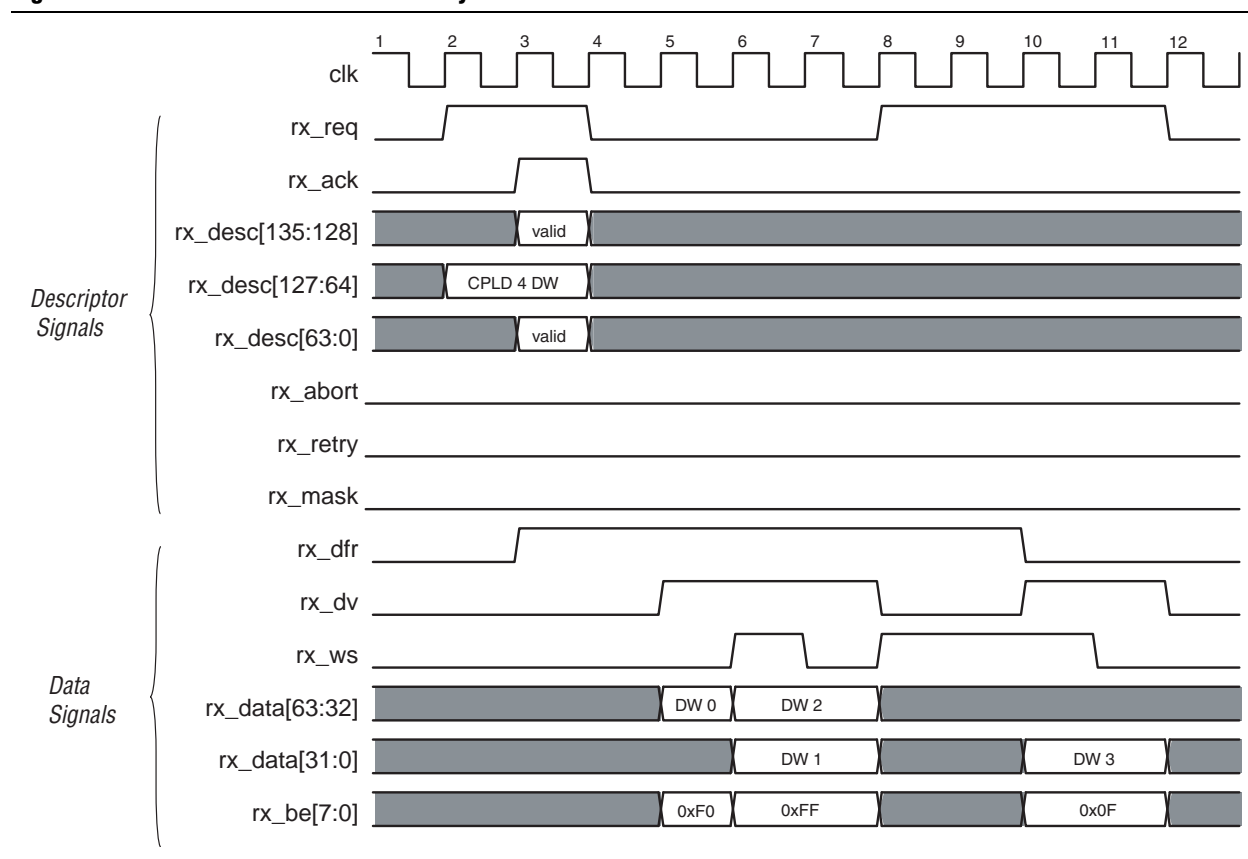 1 2 3 4 5 6 7 8 9 10 11 12
clk
rx_req
rx_ack
rx_desc[135:128] valid
rx_desc[127:64] CPLD 4 DW
Descriptor
Signals
rx_desc[63:0] valid
rx_abort
rx_retry
rx_mask
rx_dfr
rx_dv
rx_ws
Data
Signals
rx_data[63:32] DW 0 DW 2
rx_data[31:0] DW 1 DW 3
rx_be[7:0] 0xF0 0xFF 0x0F